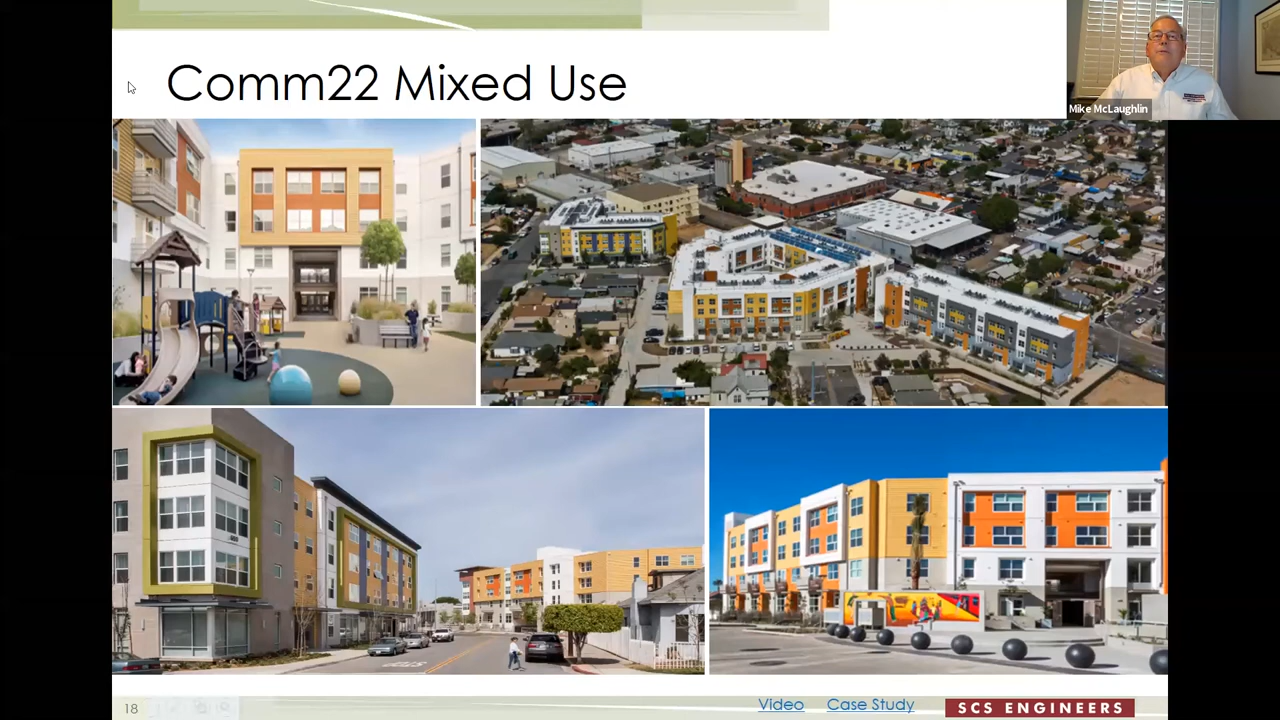 Comm22 Mixed Use
Mike McLaughlin
18
Video
Case Study
SCS ENGINEERS